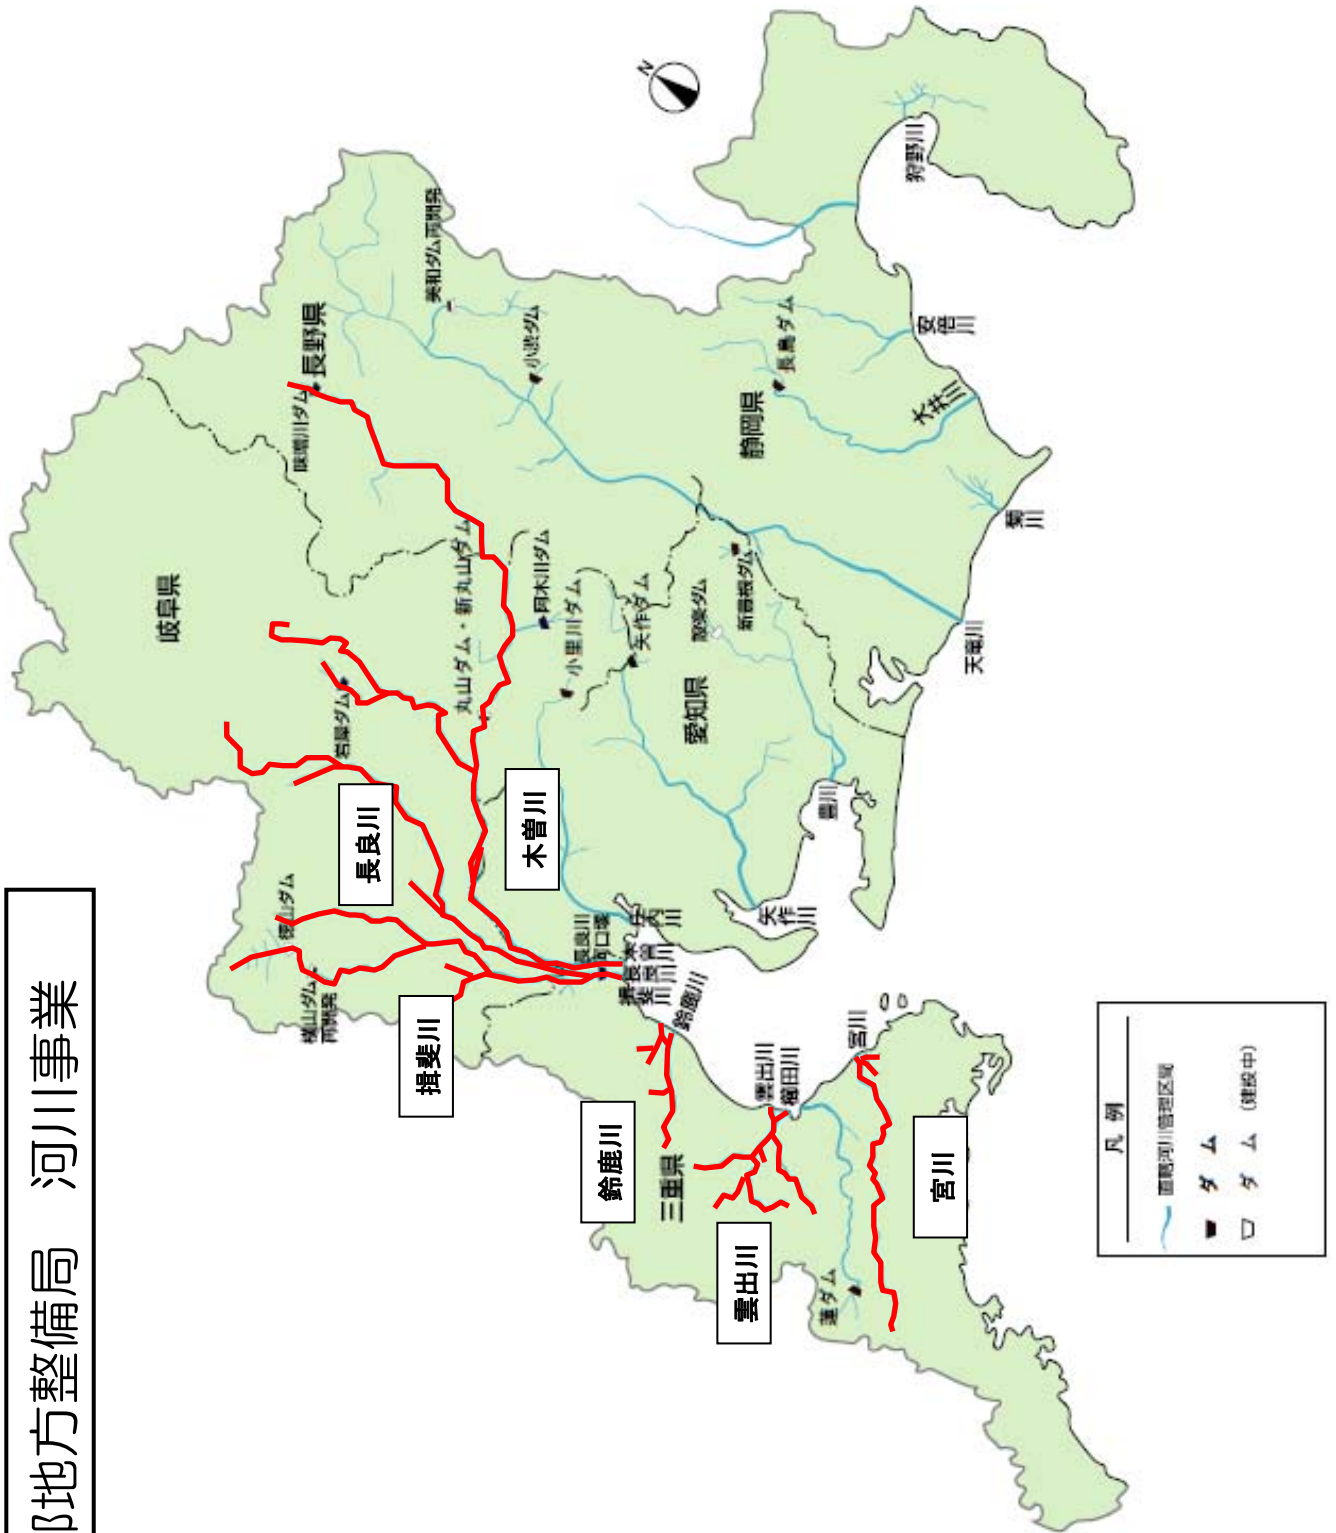 地方整備局 河川事業
岐阜県
長野県
味噌川ダム
美和ダム再開発
小渋ダム
丸山ダム・新丸山ダム
阿木川ダム
小里川ダム
矢作ダム
設楽ダム
新豊根ダム
長島ダム
静岡県
愛知県
狩野川
安倍川
大井川
菊川
天竜川
豊川
矢作川
庄内川
岩屋ダム
徳山ダム
横山ダム
再開発
長良川
河口堰
木曽川
長良川
揖斐川
鈴鹿川
雲出川
櫛田川
宮川
蓮ダム
三重県
長良川
木曽川
揖斐川
鈴鹿川
雲出川
宮川
N
凡 例
直轄河川管理区間
ダ ム
ダ ム (建設中)